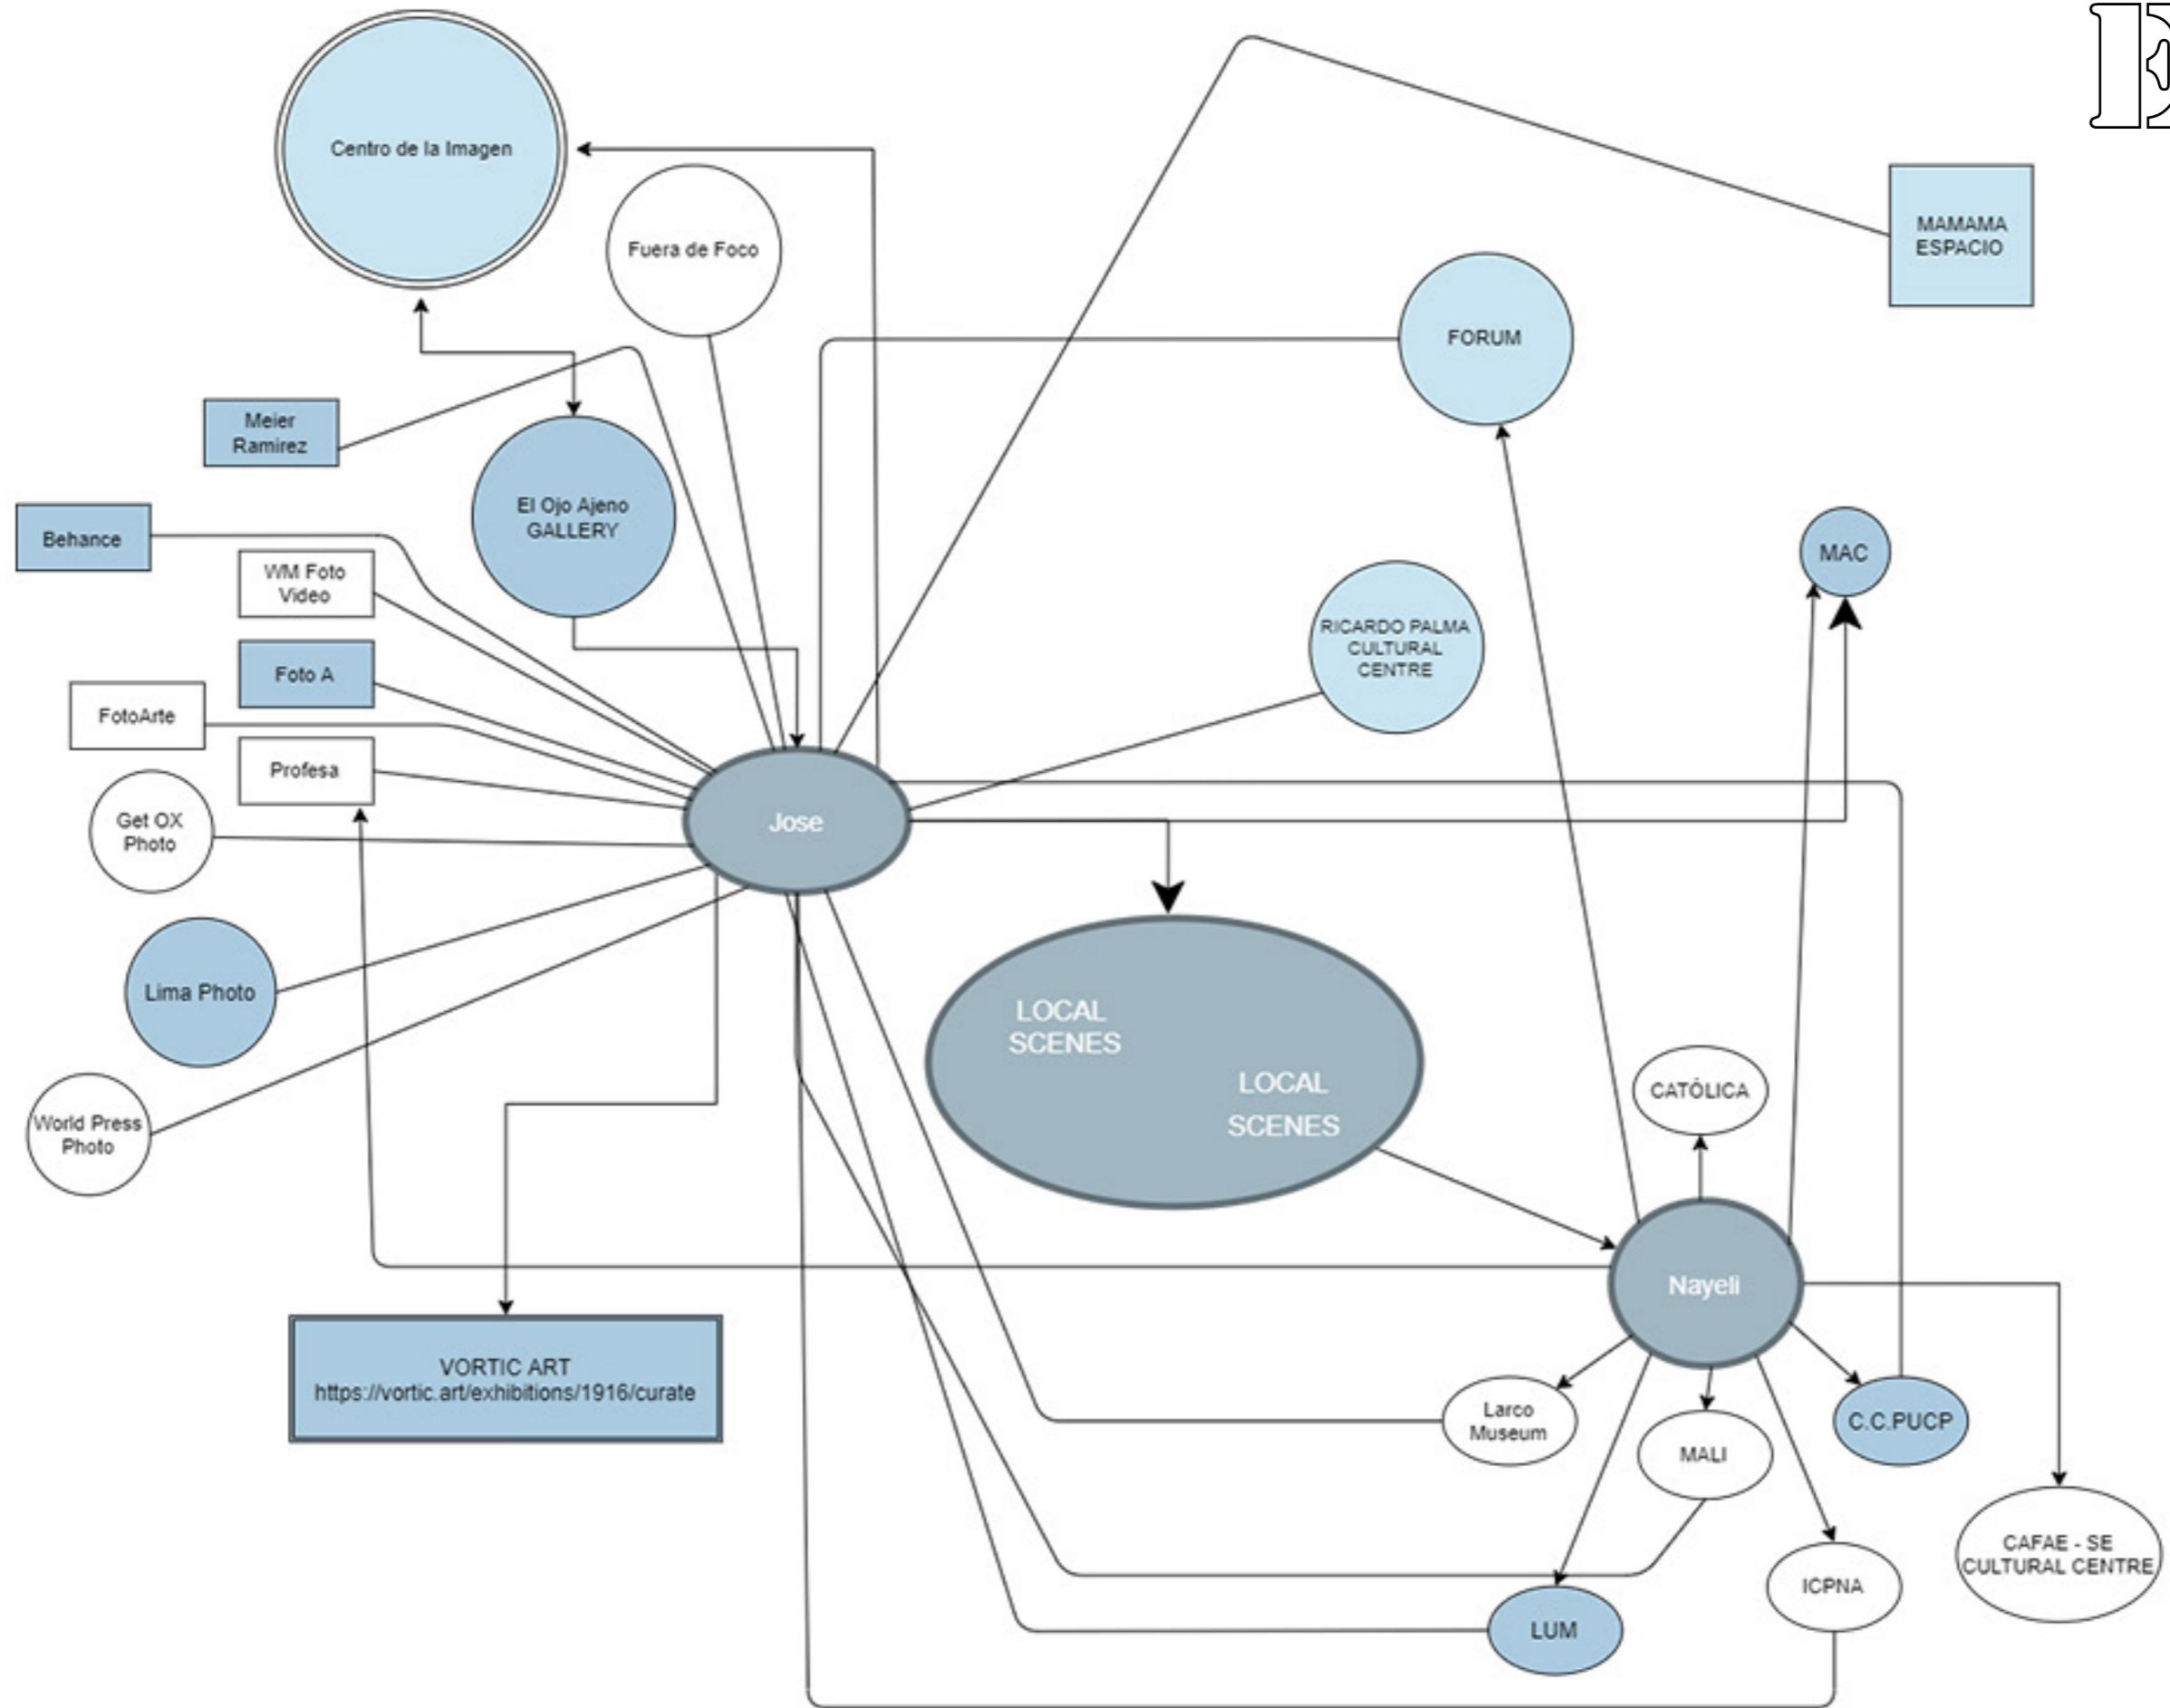 Centro de la Imagen
Fuera de Foco
MAMAMA
ESPACIO
FORUM
Meier
Ramirez
El Ojo Ajeno
GALLERY
Behance
WM Foto
Video
MAC
RICARDO PALMA
CULTURAL
CENTRE
Foto A
FotoArte
Profesa
Get OX
Photo
Jose
Lima Photo
LOCAL
SCENES
LOCAL
SCENES
CATÓLICA
World Press
Photo
Nayeli
VORTIC ART
https://vortic.art/exhibitions/1916/curate
Larco
Museum
MALI
C.C.PUCP
CAFAE - SE
CULTURAL CENTRE
ICPNA
LUM